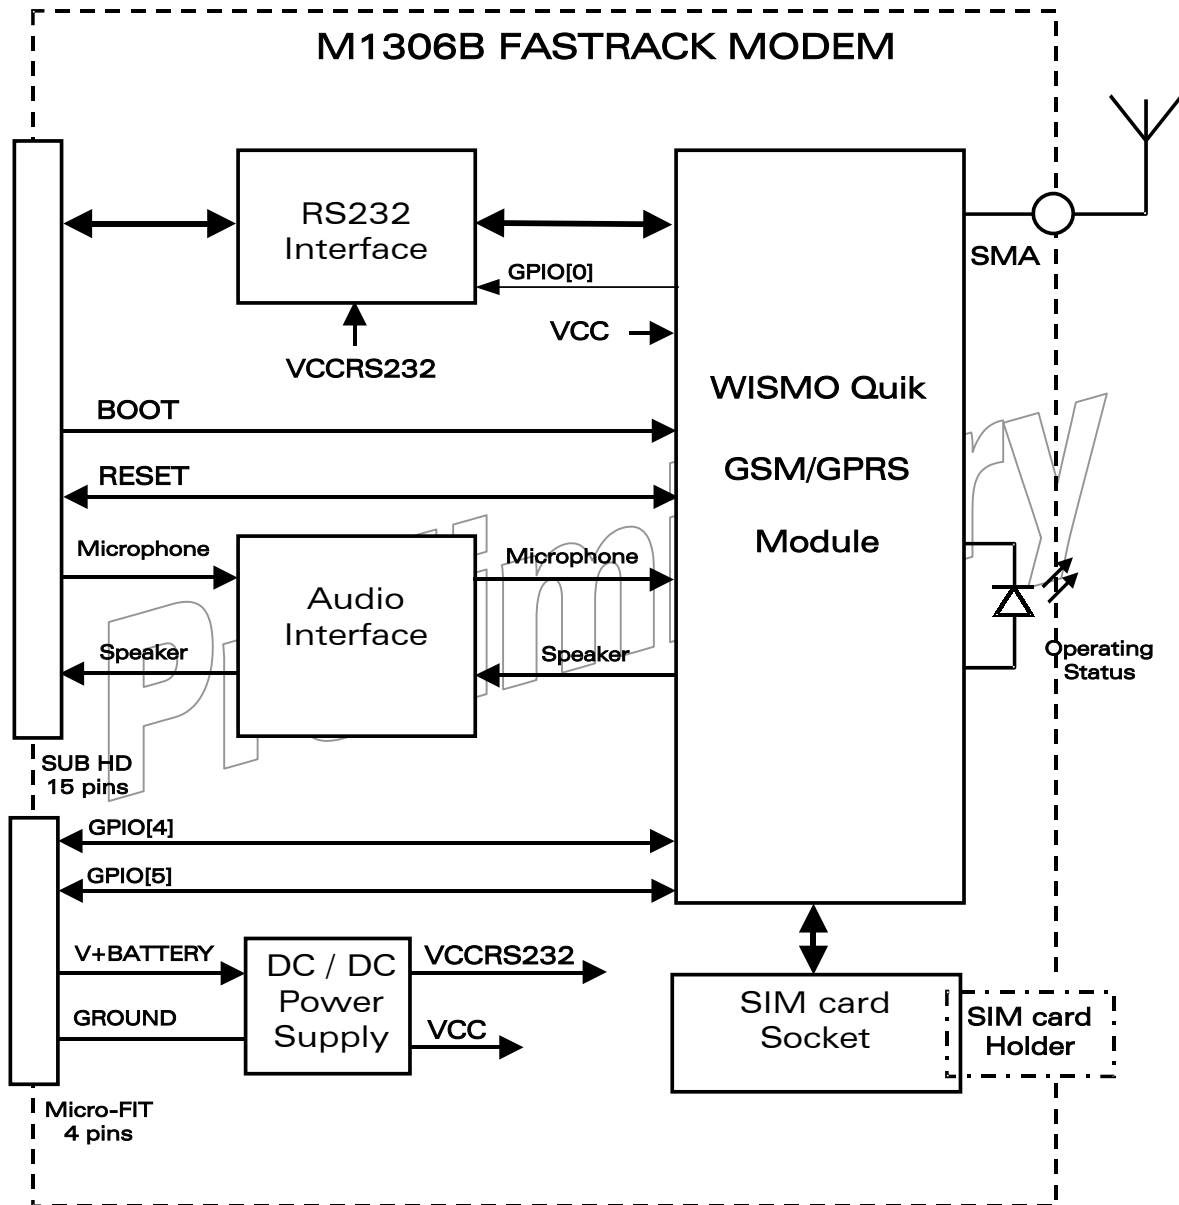 M1306B FASTRACK MODEM
RS232
Interface
SMA
GPIO[0]
VCC
VCCRS232
WISMO Quik
BOOT
GSM/GPRS
RESET
Module
Microphone
Microphone
Audio
Interface
Speaker
Speaker
Operating
Status
Preliminary
SUB HD
15 pins
GPIO[4]
GPIO[5]
V+BATTERY
DC / DC
Power
Supply
VCCRS232
GROUND
VCC
SIM card
Socket
SIM card
Holder
Micro-FIT
4 pins